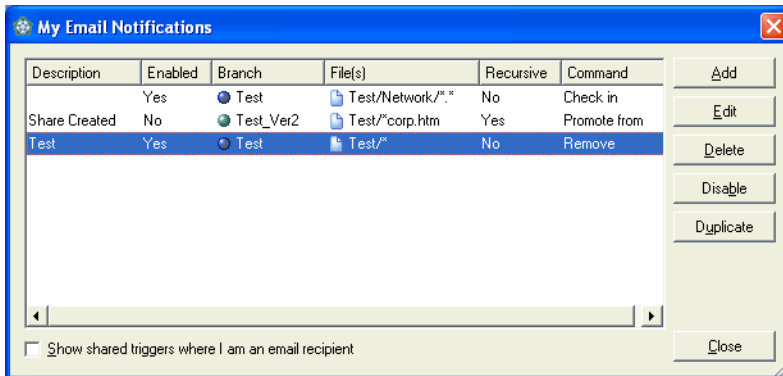 My Email Notifications
Description Enabled Branch File(s) Recursive Command
Yes Test Test/Network/*.* No Check in
Share Created No Test_Ver2 Test/*corp.htm Yes Promote from
Test Yes Test Test/* No Remove
Add
Edit
Delete
Disable
Duplicate
Show shared triggers where I am an email recipient
Close